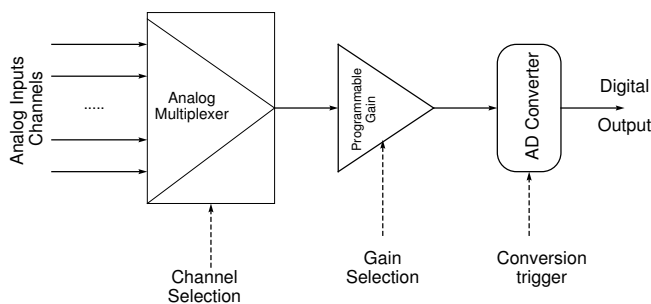 Analog Inputs
Channels
.....
Analog
Multiplexer
Programmable
Gain
AD Converter
Digital
Output
Channel
Selection
Gain
Selection
Conversion
trigger